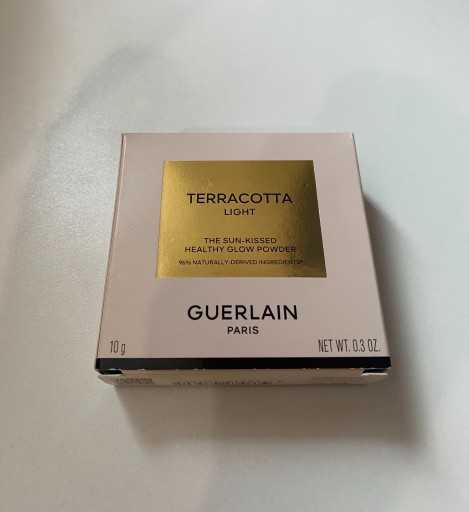 TERRACOTTA
LIGHT
THE SUN-KISSED
HEALTHY GLOW POWDER
96% NATURALLY-DERIVED INGREDIENTS*
GUERLAIN
PARIS
10 g
NET WT. 0.3 OZ.